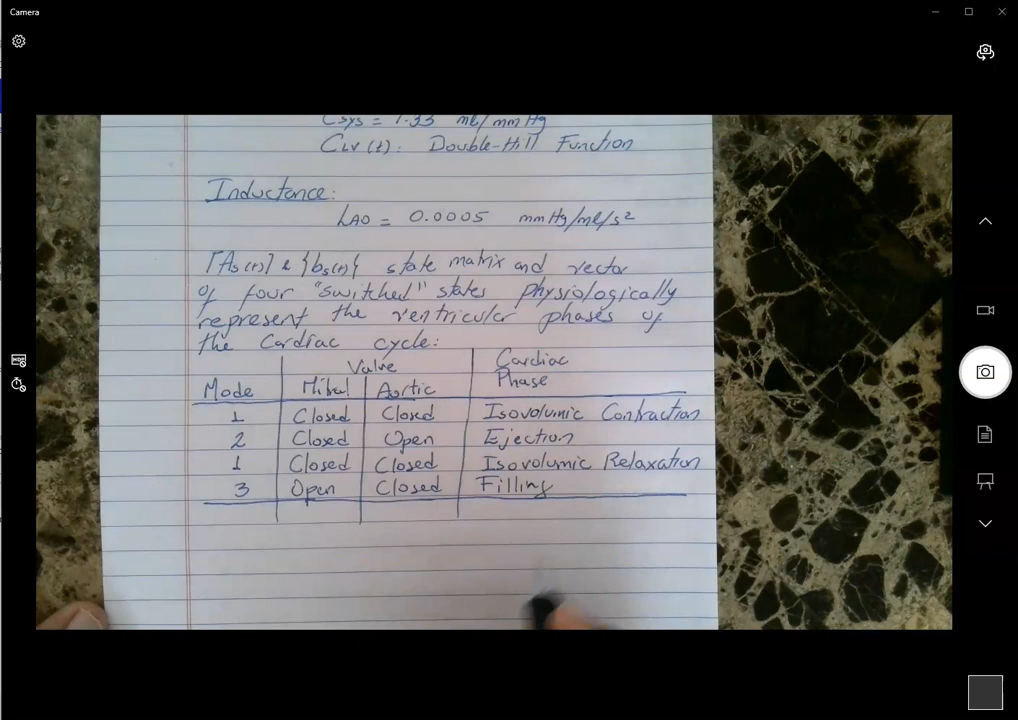 Camera
Csys = 1.33 ml/mmHg
CLV(t): Double-Hill Function
Inductance:
LAO = 0.0005 mmHg/ml/s²
[As(t)] & {bs(t)} state matrix and vector
of four "switched" states physiologically
represent the ventricular phases of
the Cardiac cycle:
Valve Cardiac
Mode Mitral Aortic Phase
1 Closed Closed Isovolumic Contraction
2 Closed Open Ejection
1 Closed Closed Isovolumic Relaxation
3 Open Closed Filling